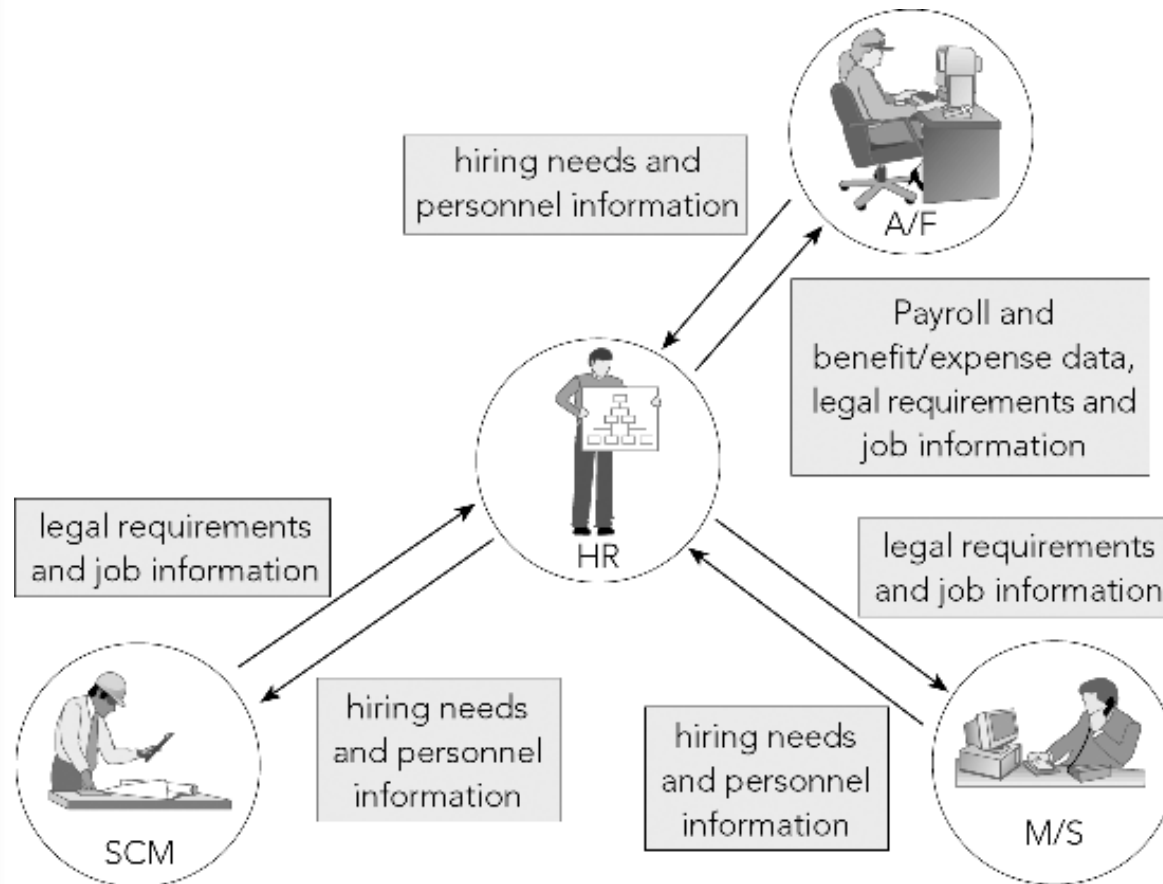 hiring needs and
personnel information
A/F
Payroll and
benefit/expense data,
legal requirements and
job information
HR
legal requirements
and job information
legal requirements
and job information
hiring needs
and personnel
information
hiring needs
and personnel
information
SCM
M/S